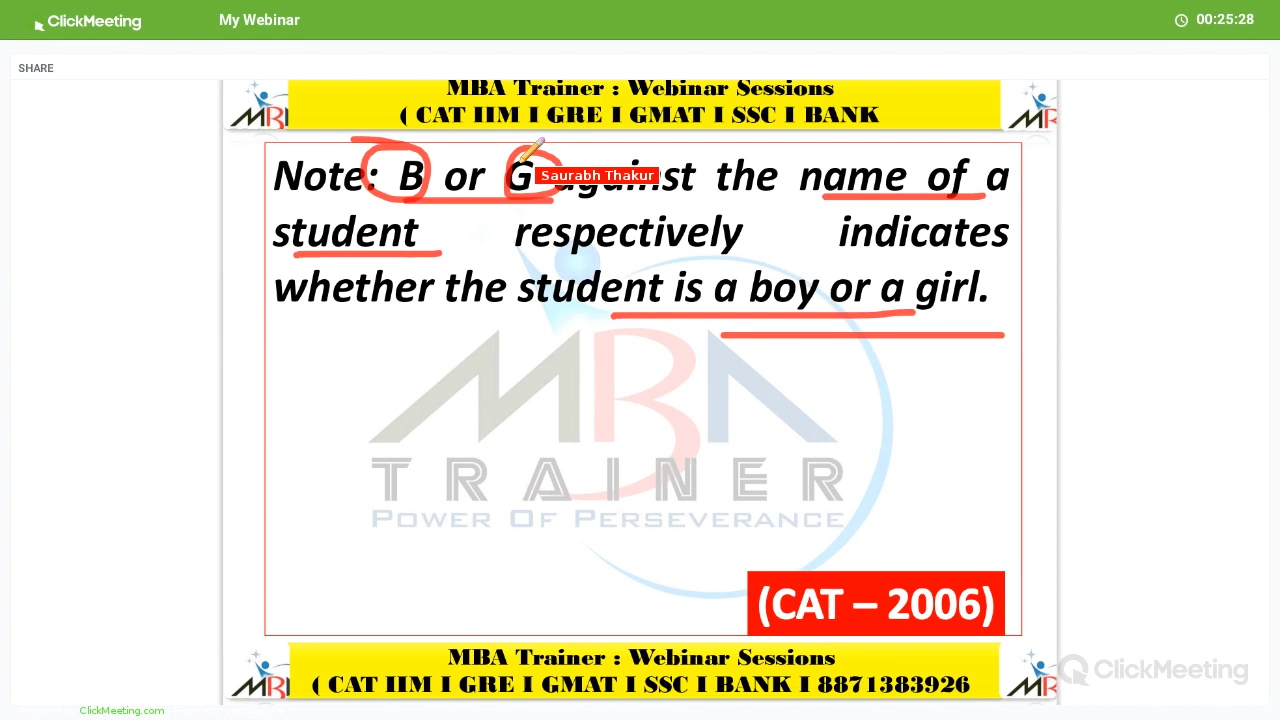 ClickMeeting
My Webinar
00:25:28
SHARE
MBA Trainer : Webinar Sessions
( CAT IIM I GRE I GMAT I SSC I BANK
Note: B or G against the name of a
Saurabh Thakur
student respectively indicates
whether the student is a boy or a girl.
MBA
TRAINER
POWER OF PERSEVERANCE
(CAT – 2006)
MBA Trainer : Webinar Sessions
( CAT IIM I GRE I GMAT I SSC I BANK I 8871383926
ClickMeeting
ClickMeeting.com